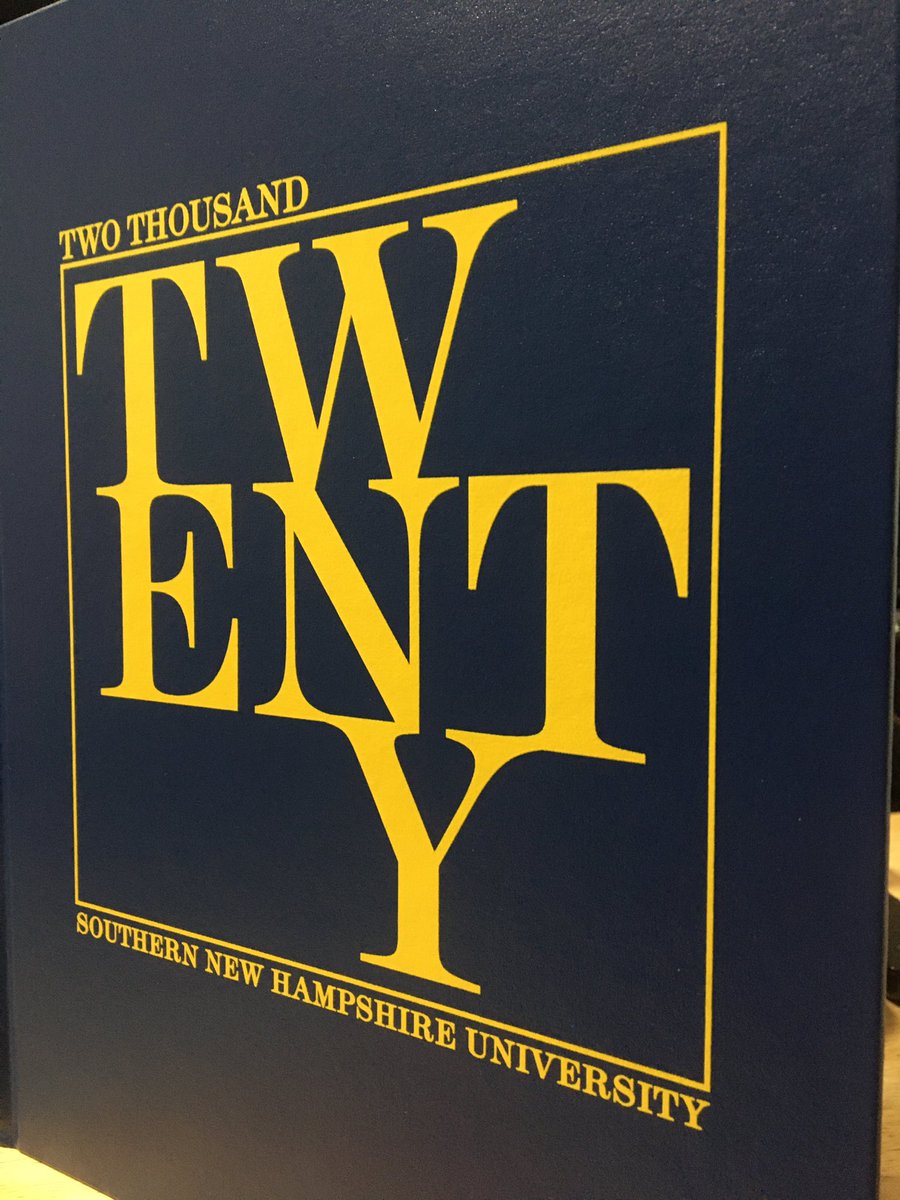 TWO THOUSAND
TW
ENT
Y
SOUTHERN NEW HAMPSHIRE UNIVERSITY